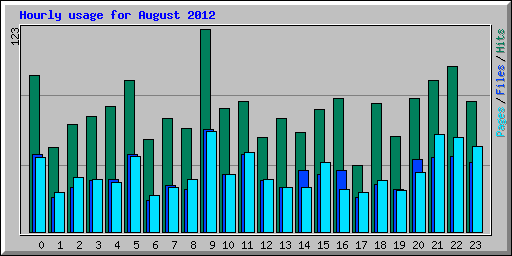 Hourly usage for August 2012
123
Pages/Files/Hits
0 1 2 3 4 5 6 7 8 9 10 11 12 13 14 15 16 17 18 19 20 21 22 23